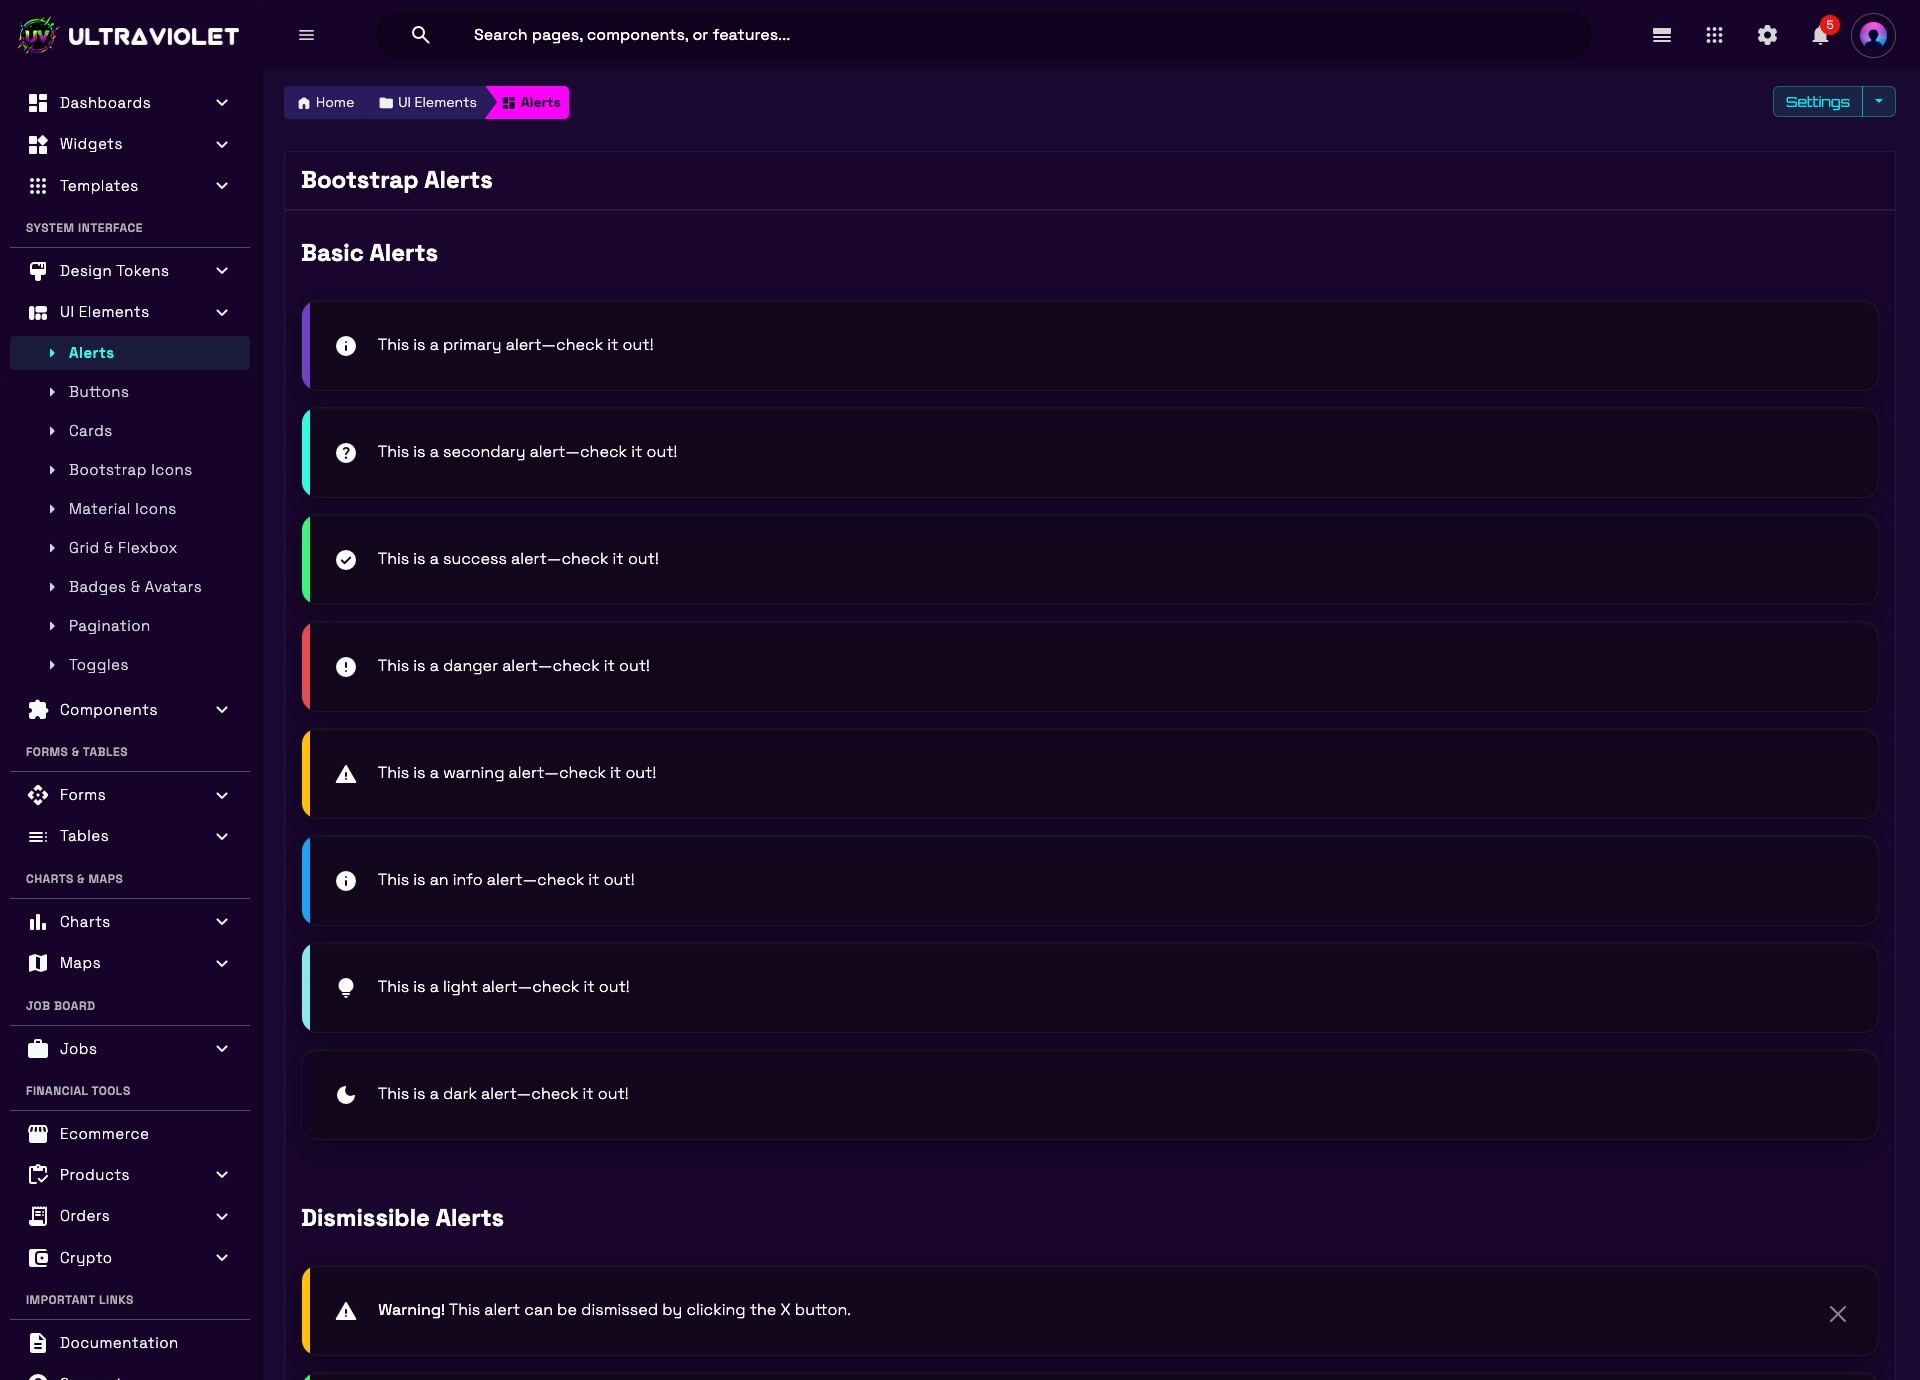 UV ULTRAVIOLET
Search pages, components, or features...
5
Dashboards
Widgets
Templates
SYSTEM INTERFACE
Design Tokens
UI Elements
Alerts
Buttons
Cards
Bootstrap Icons
Material Icons
Grid & Flexbox
Badges & Avatars
Pagination
Toggles
Components
FORMS & TABLES
Forms
Tables
CHARTS & MAPS
Charts
Maps
JOB BOARD
Jobs
FINANCIAL TOOLS
Ecommerce
Products
Orders
Crypto
IMPORTANT LINKS
Documentation
Home UI Elements Alerts
Settings
Bootstrap Alerts
Basic Alerts
This is a primary alert—check it out!
This is a secondary alert—check it out!
This is a success alert—check it out!
This is a danger alert—check it out!
This is a warning alert—check it out!
This is an info alert—check it out!
This is a light alert—check it out!
This is a dark alert—check it out!
Dismissible Alerts
Warning! This alert can be dismissed by clicking the X button.